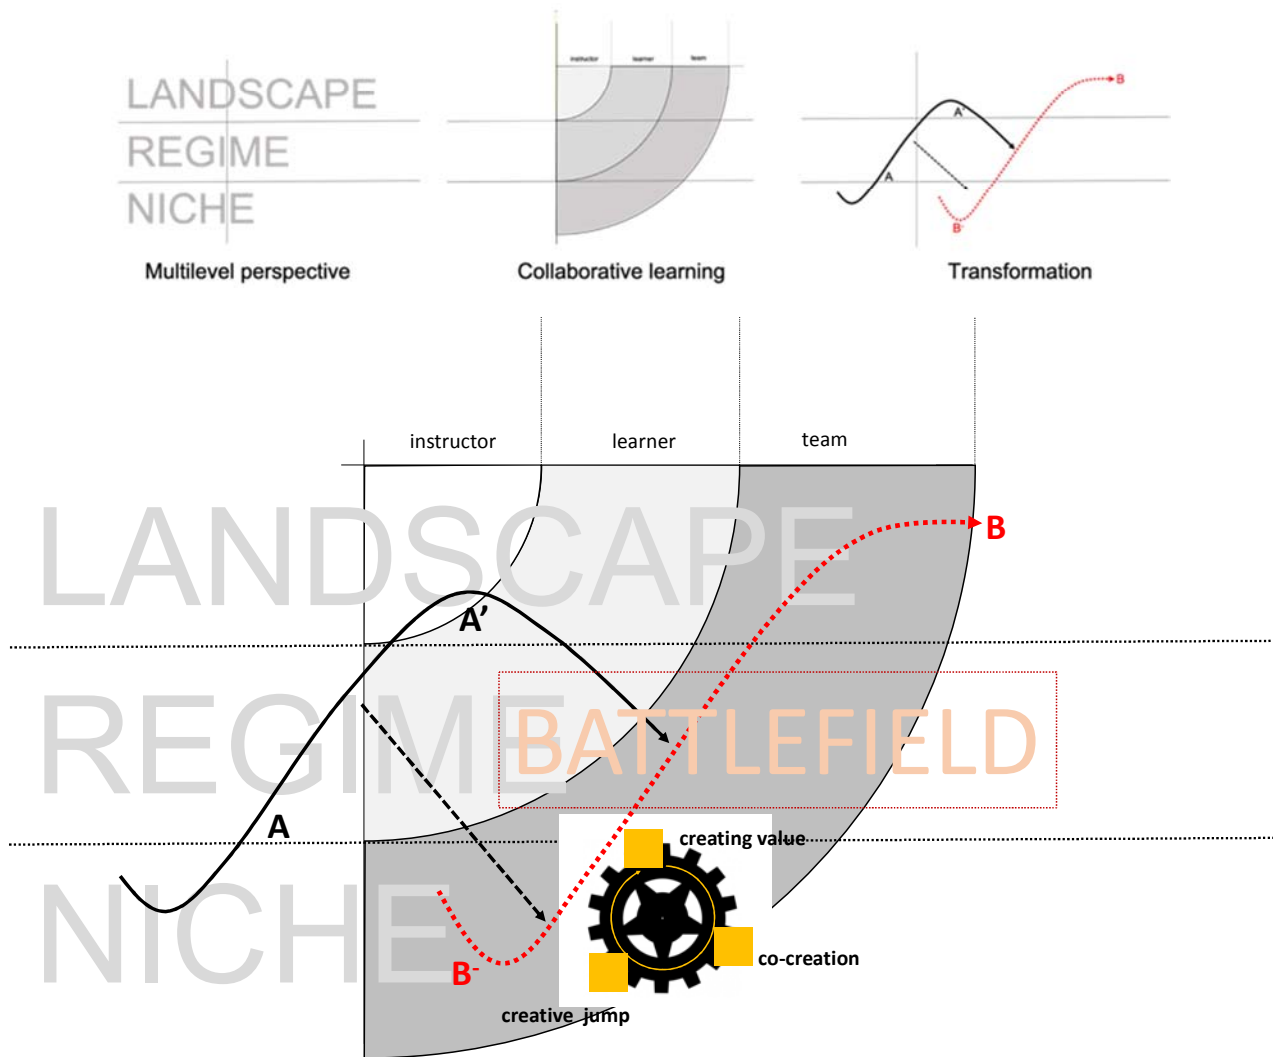 LANDSCAPE
REGIME
NICHE
Multilevel perspective
instructor
learner
team
Collaborative learning
A
A'
B
B-
Transformation
instructor
learner
team
LANDSCAPE
REGIME
NICHE
A
A’
B
B-
BATTLEFIELD
creating value
co-creation
creative jump